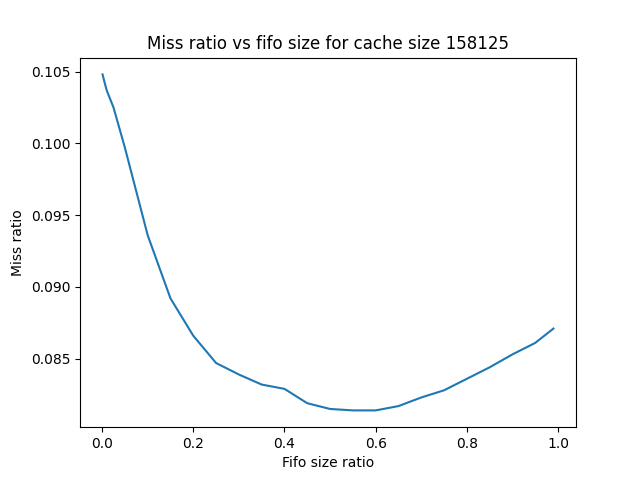 Miss ratio vs fifo size for cache size 158125
0.105
0.100
0.095
0.090
0.085
Miss ratio
0.0 0.2 0.4 0.6 0.8 1.0
Fifo size ratio